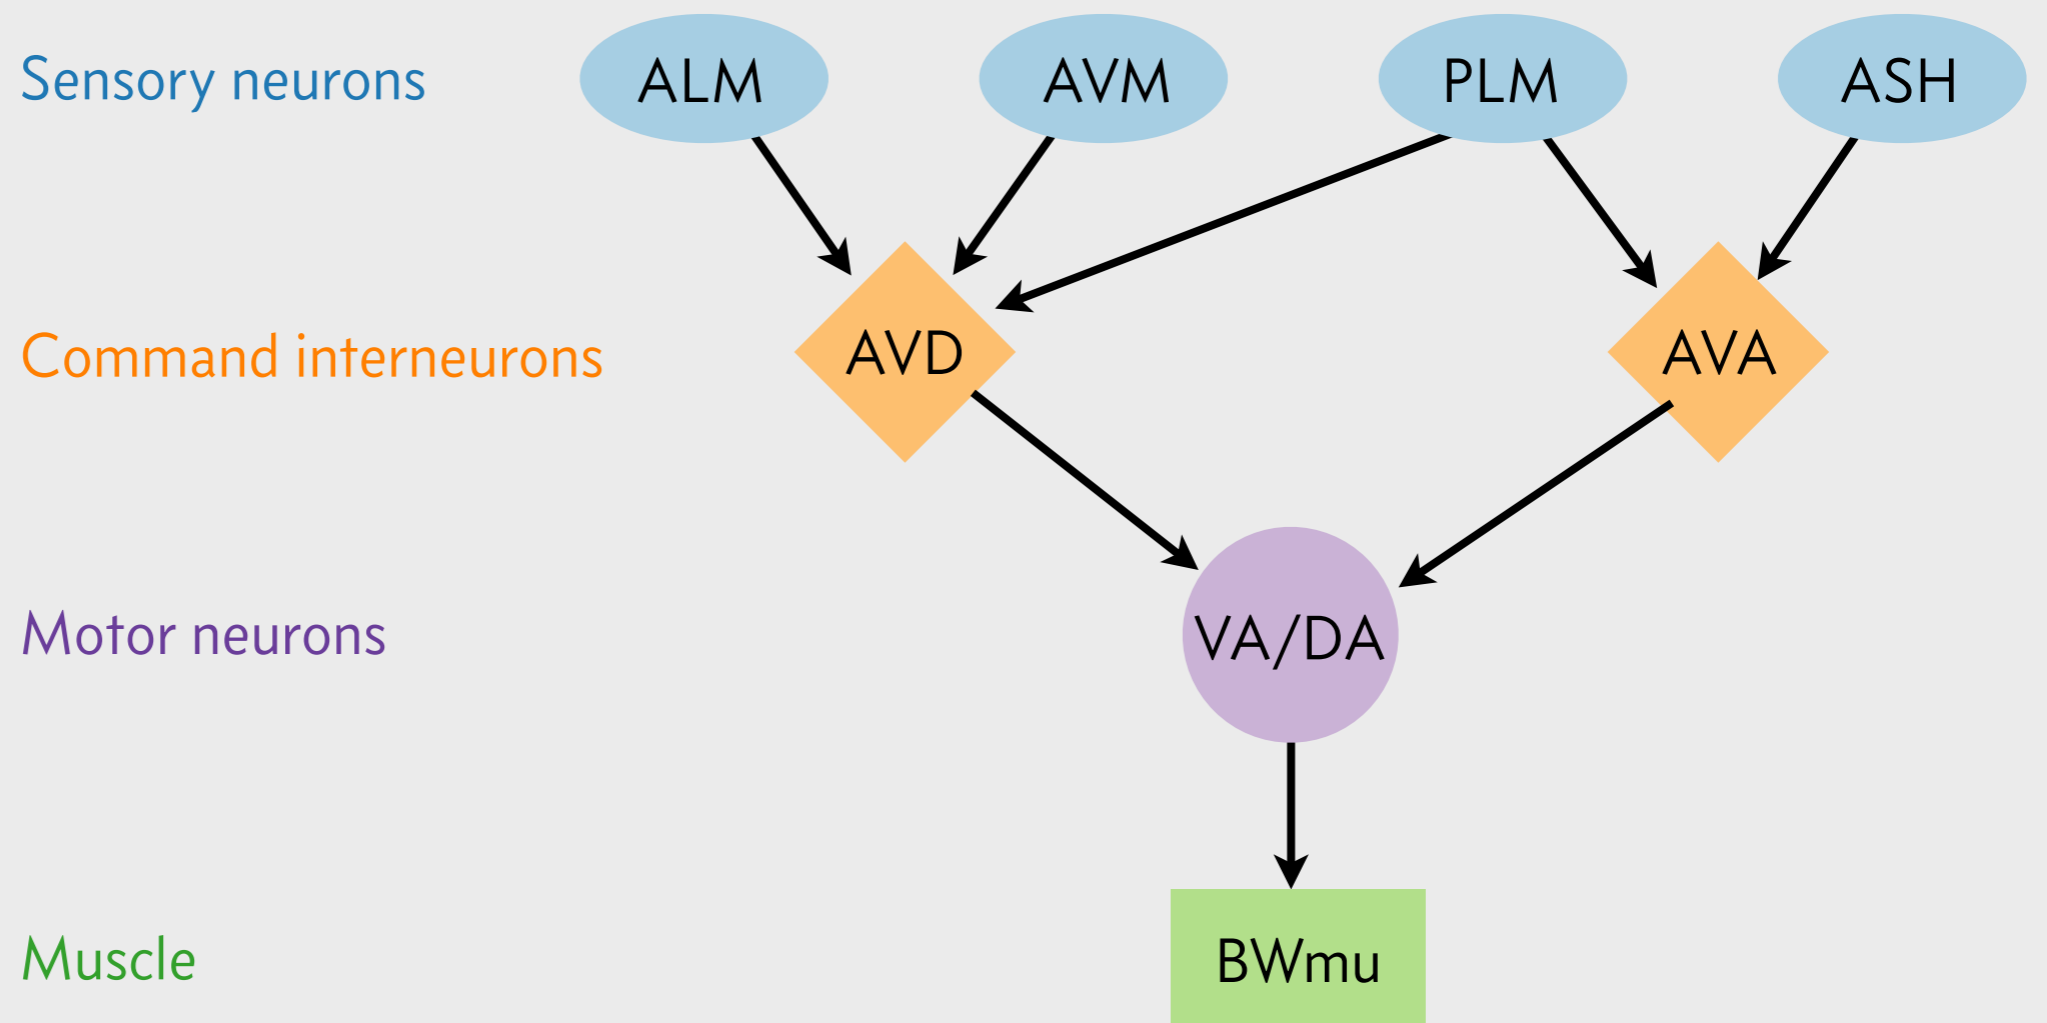 Sensory neurons
ALM
AVM
PLM
ASH
Command interneurons
AVD
AVA
Motor neurons
VA/DA
Muscle
BWmu